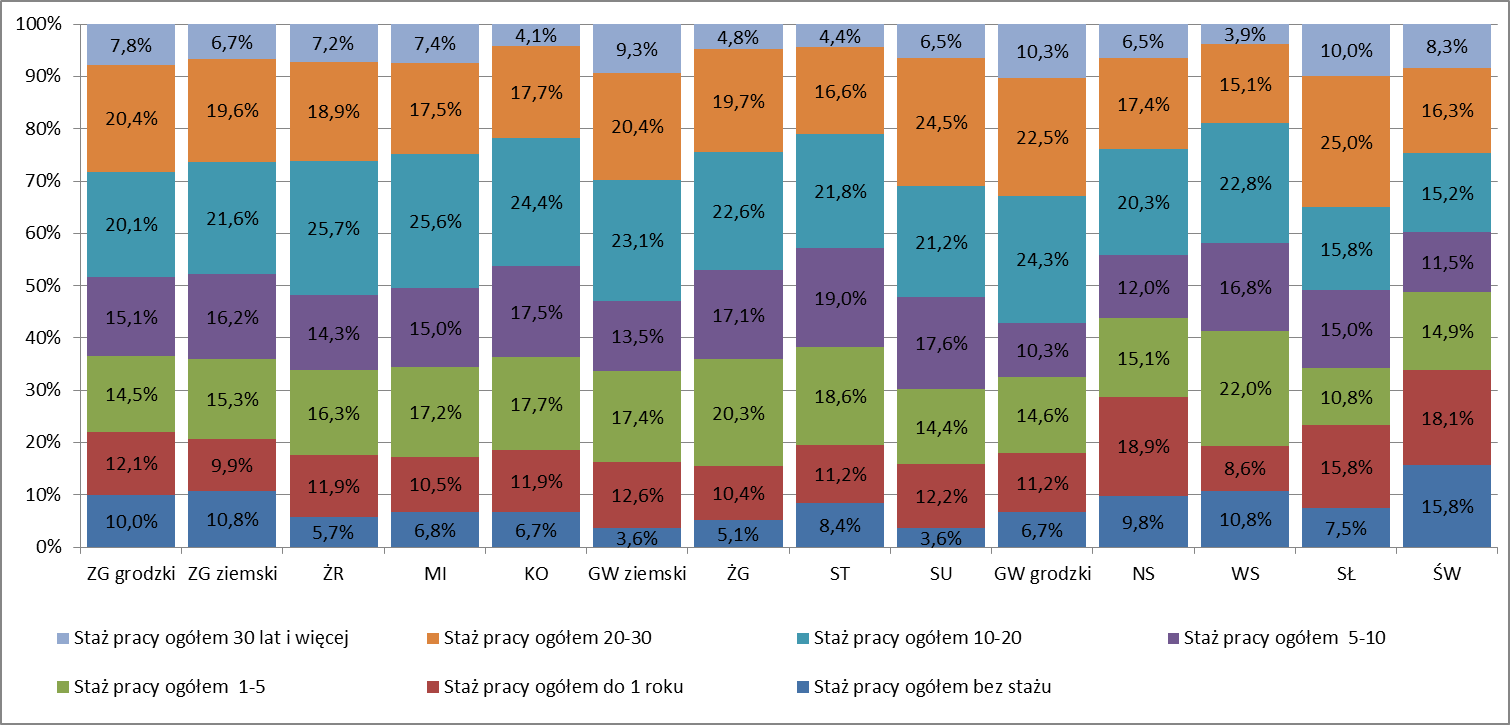 100%
90%
80%
70%
60%
50%
40%
30%
20%
10%
0%
7,8% 6,7% 7,2% 7,4% 4,1% 9,3% 4,8% 4,4% 6,5% 10,3% 6,5% 3,9% 10,0% 8,3%
20,4% 19,6% 18,9% 17,5% 17,7% 20,4% 19,7% 16,6% 24,5% 22,5% 17,4% 15,1% 25,0% 16,3%
20,1% 21,6% 25,7% 25,6% 24,4% 23,1% 22,6% 21,8% 21,2% 24,3% 20,3% 22,8% 15,8% 15,2%
15,1% 16,2% 14,3% 15,0% 17,5% 13,5% 17,1% 19,0% 17,6% 10,3% 12,0% 16,8% 15,0% 11,5%
14,5% 15,3% 16,3% 17,2% 17,7% 17,4% 20,3% 18,6% 14,4% 14,6% 15,1% 22,0% 10,8% 14,9%
12,1% 9,9% 11,9% 10,5% 11,9% 12,6% 10,4% 11,2% 12,2% 11,2% 18,9% 8,6% 15,8% 18,1%
10,0% 10,8% 5,7% 6,8% 6,7% 3,6% 5,1% 8,4% 3,6% 6,7% 9,8% 10,8% 7,5% 15,8%
ZG grodzki ZG ziemski ŻR MI KO GW ziemski ŻG ST SU GW grodzki NS WS SŁ ŚW
Staż pracy ogółem 30 lat i więcej Staż pracy ogółem 20-30 Staż pracy ogółem 10-20 Staż pracy ogółem 5-10
Staż pracy ogółem 1-5 Staż pracy ogółem do 1 roku Staż pracy ogółem bez stażu